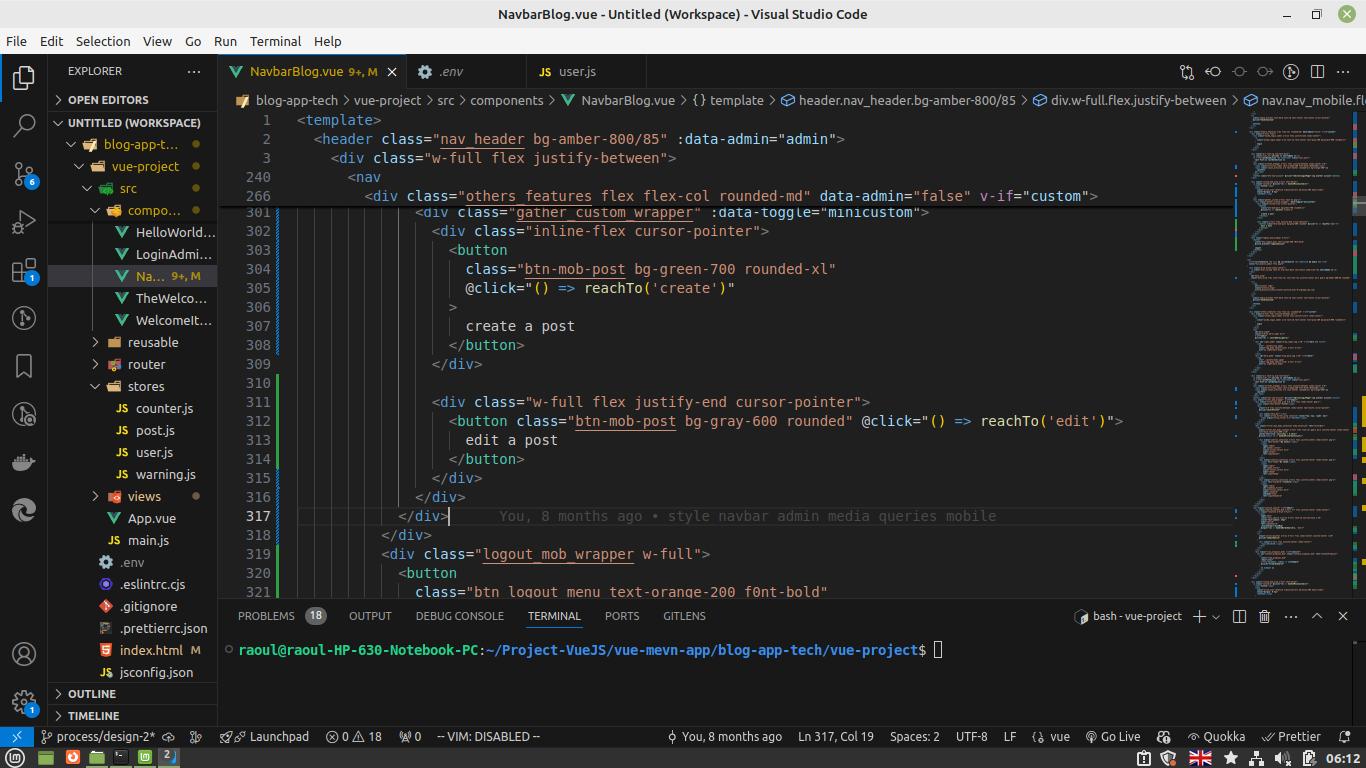 NavbarBlog.vue - Untitled (Workspace) - Visual Studio Code
File Edit Selection View Go Run Terminal Help
EXPLORER
NavbarBlog.vue 9+, M
.env
JS user.js
OPEN EDITORS
UNTITLED (WORKSPACE)
blog-app-t...
vue-project
src
compo...
HelloWorld...
LoginAdmi...
Na... 9+, M
TheWelco...
WelcomeIt...
reusable
router
stores
JS counter.js
JS post.js
JS user.js
JS warning.js
views
App.vue
JS main.js
.env
.eslintrc.cjs
.gitignore
.prettierrc.json
index.html M
JS jsconfig.json
OUTLINE
TIMELINE
6
1
1
blog-app-tech > vue-project > src > components > NavbarBlog.vue > {} template > header.nav_header.bg-amber-800/85 > div.w-full.flex.justify-between > nav.nav_mobile.fl
1 <template>
2 <header class="nav_header bg-amber-800/85" :data-admin="admin">
3 <div class="w-full flex justify-between">
240 <nav
266 <div class="others_features flex flex-col rounded-md" data-admin="false" v-if="custom">
301 <div class="gather_custom_wrapper" :data-toggle="minicustom">
302 <div class="inline-flex cursor-pointer">
303 <button
304 class="btn-mob-post bg-green-700 rounded-xl"
305 @click="() => reachTo('create')"
306 >
307 create a post
308 </button>
309 </div>
310
311 <div class="w-full flex justify-end cursor-pointer">
312 <button class="btn-mob-post bg-gray-600 rounded" @click="() => reachTo('edit')">
313 edit a post
314 </button>
315 </div>
316 </div>
317 </div> You, 8 months ago • style navbar admin media queries mobile
318 </div>
319 <div class="logout_mob_wrapper w-full">
320 <button
321 class="btn_logout_menu text-orange-200 f0nt-bold"
PROBLEMS 18 OUTPUT DEBUG CONSOLE TERMINAL PORTS GITLENS
bash - vue-project
raoul@raoul-HP-630-Notebook-PC:~/Project-VueJS/vue-mevn-app/blog-app-tech/vue-project$
process/design-2* Launchpad 0 18 0 -- VIM: DISABLED -- You, 8 months ago Ln 317, Col 19 Spaces: 2 UTF-8 LF {} vue Go Live Quokka Prettier
2
06:12